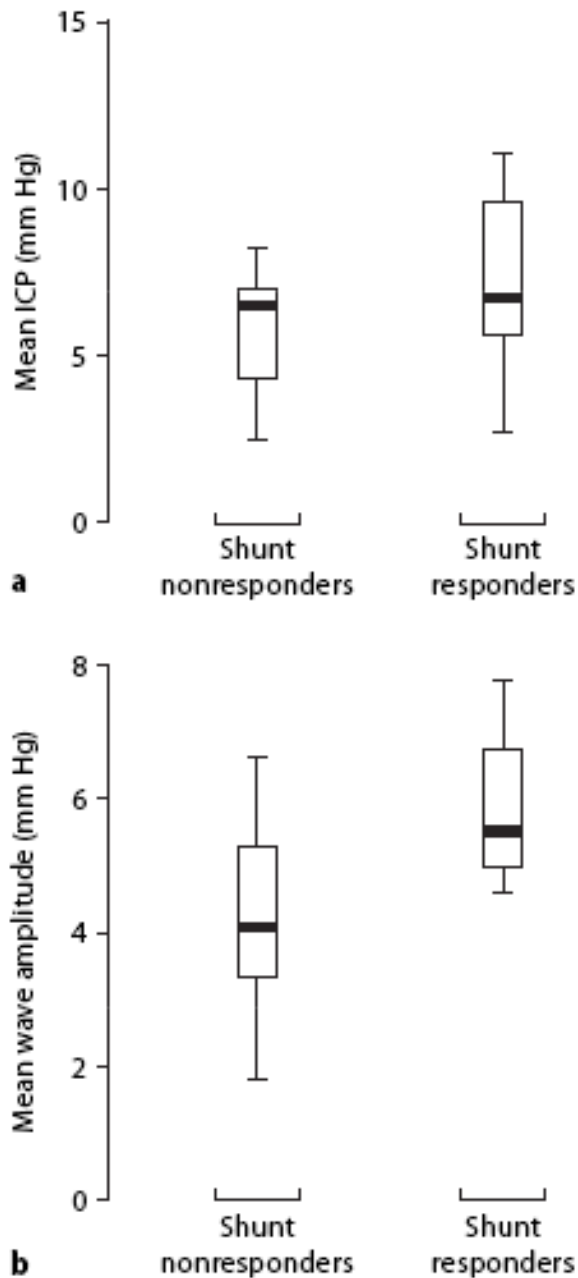 15
Mean ICP (mm Hg)
10
5
0
Shunt
nonresponders
Shunt
responders
a
8
Mean wave amplitude (mm Hg)
6
4
2
0
Shunt
nonresponders
Shunt
responders
b